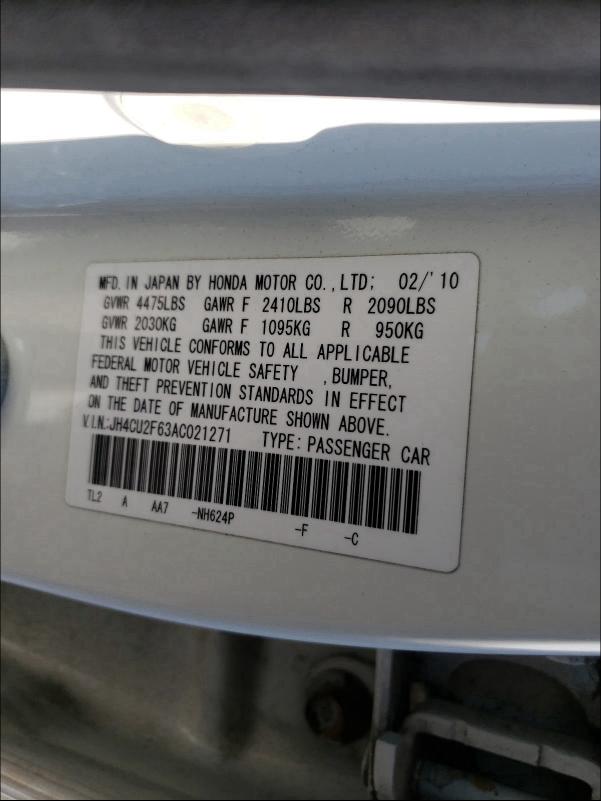 MFD. IN JAPAN BY HONDA MOTOR CO.,LTD; 02/'10
GVWR 4475LBS GAWR F 2410LBS R 2090LBS
GVWR 2030KG GAWR F 1095KG R 950KG
THIS VEHICLE CONFORMS TO ALL APPLICABLE
FEDERAL MOTOR VEHICLE SAFETY ,BUMPER,
AND THEFT PREVENTION STANDARDS IN EFFECT
ON THE DATE OF MANUFACTURE SHOWN ABOVE.
V.I.N.:JH4CU2F63AC021271 TYPE: PASSENGER CAR
TL2 A AA7 -NH624P -F -C